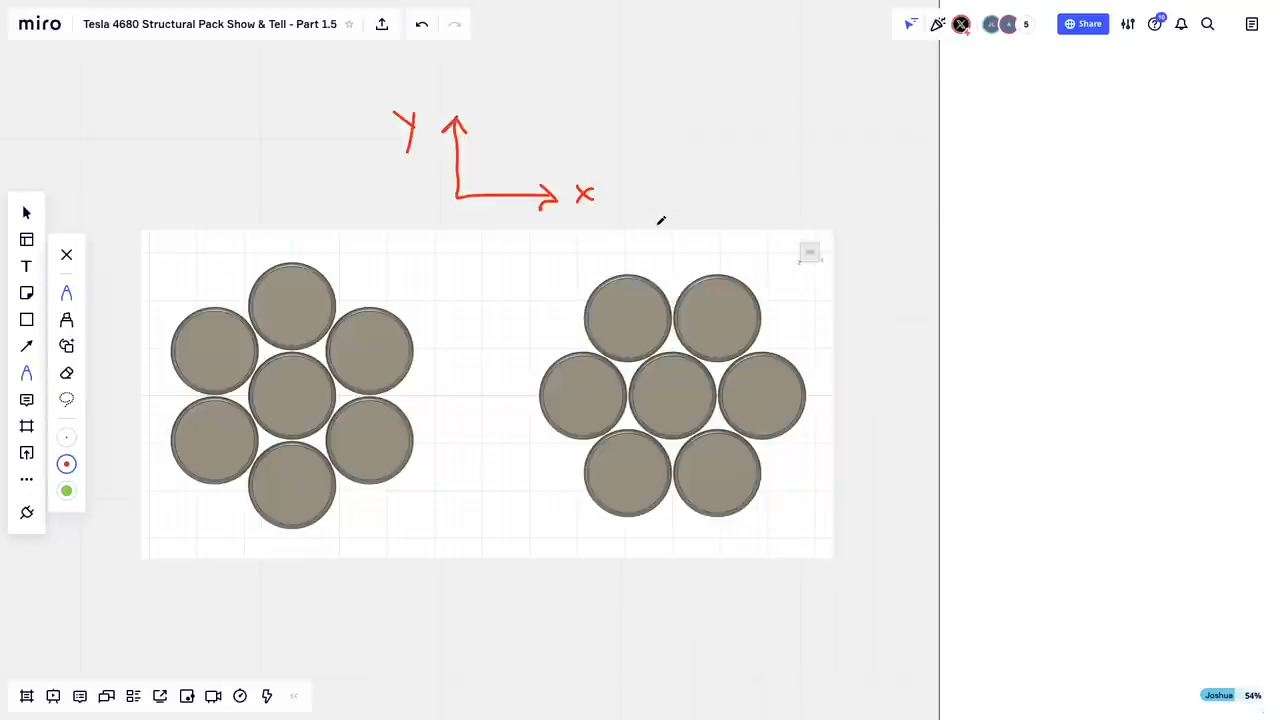 miro Tesla 4680 Structural Pack Show & Tell - Part 1.5
5 Share
y
x
Joshua 54%